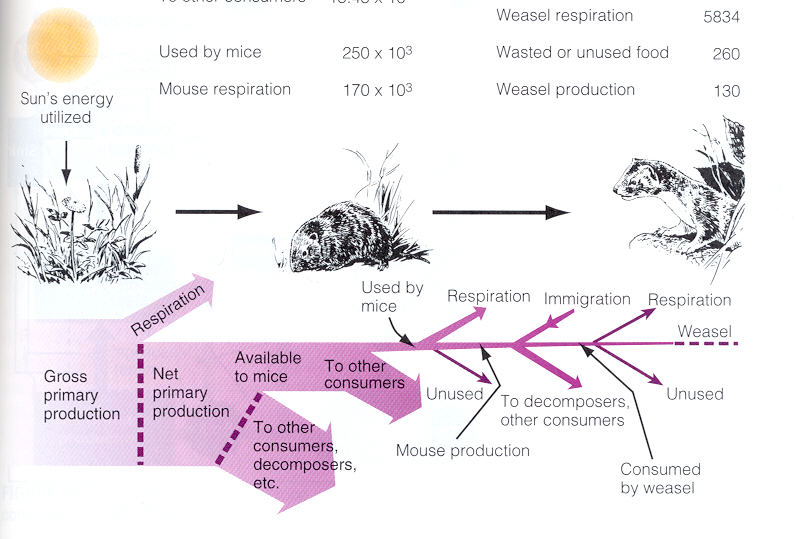 To other consumers
Weasel respiration 5834
Used by mice 250 x 10³
Wasted or unused food 260
Mouse respiration 170 x 10³
Weasel production 130
Sun's energy
utilized
Respiration
Used by
mice
Respiration
Immigration
Respiration
Weasel
Gross
primary
production
Net
primary
production
Available
to mice
To other
consumers
Unused
To decomposers,
other consumers
Unused
To other
consumers,
decomposers,
etc.
Mouse production
Consumed
by weasel